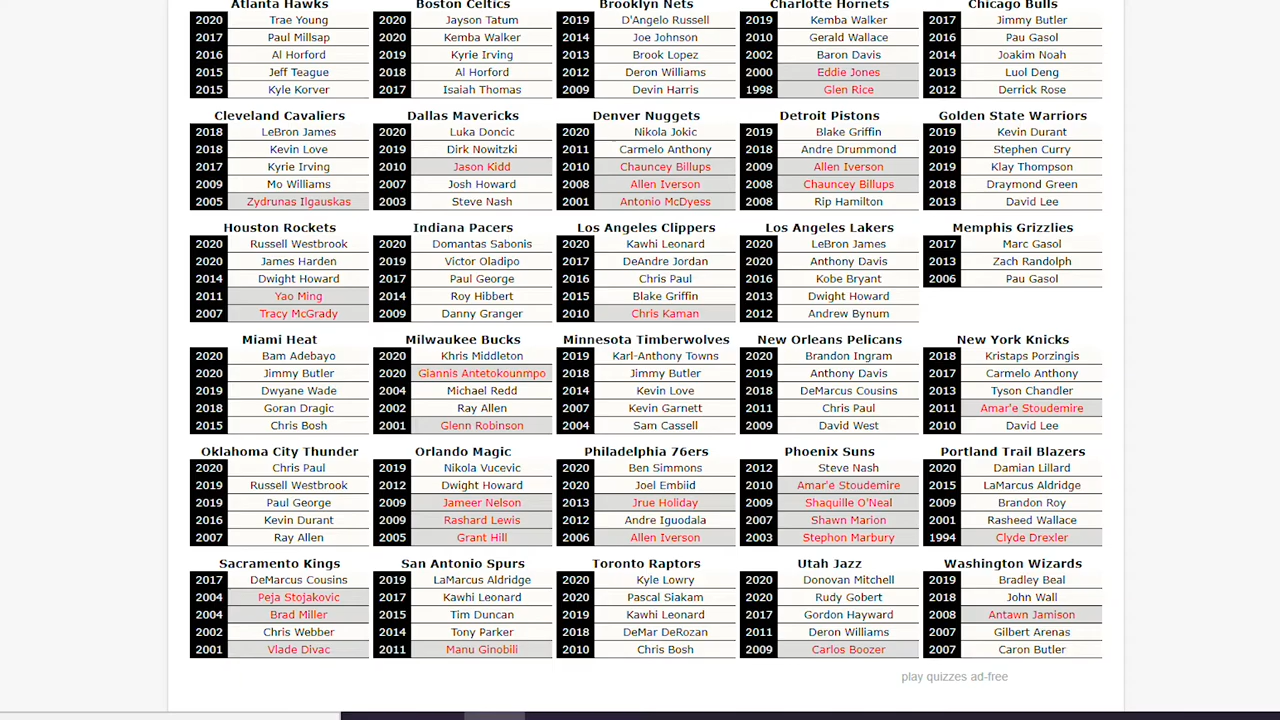 Atlanta Hawks
2020 Trae Young
2017 Paul Millsap
2016 Al Horford
2015 Jeff Teague
2015 Kyle Korver
Boston Celtics
2020 Jayson Tatum
2020 Kemba Walker
2019 Kyrie Irving
2018 Al Horford
2017 Isaiah Thomas
Brooklyn Nets
2019 D'Angelo Russell
2014 Joe Johnson
2013 Brook Lopez
2012 Deron Williams
2009 Devin Harris
Charlotte Hornets
2019 Kemba Walker
2010 Gerald Wallace
2002 Baron Davis
2000 Eddie Jones
1998 Glen Rice
Chicago Bulls
2017 Jimmy Butler
2016 Pau Gasol
2014 Joakim Noah
2013 Luol Deng
2012 Derrick Rose
Cleveland Cavaliers
2018 LeBron James
2018 Kevin Love
2017 Kyrie Irving
2009 Mo Williams
2005 Zydrunas Ilgauskas
Dallas Mavericks
2020 Luka Doncic
2019 Dirk Nowitzki
2010 Jason Kidd
2007 Josh Howard
2003 Steve Nash
Denver Nuggets
2020 Nikola Jokic
2011 Carmelo Anthony
2010 Chauncey Billups
2008 Allen Iverson
2001 Antonio McDyess
Detroit Pistons
2019 Blake Griffin
2018 Andre Drummond
2009 Allen Iverson
2008 Chauncey Billups
2008 Rip Hamilton
Golden State Warriors
2019 Kevin Durant
2019 Stephen Curry
2019 Klay Thompson
2018 Draymond Green
2013 David Lee
Houston Rockets
2020 Russell Westbrook
2020 James Harden
2014 Dwight Howard
2011 Yao Ming
2007 Tracy McGrady
Indiana Pacers
2020 Domantas Sabonis
2019 Victor Oladipo
2017 Paul George
2014 Roy Hibbert
2009 Danny Granger
Los Angeles Clippers
2020 Kawhi Leonard
2017 DeAndre Jordan
2016 Chris Paul
2015 Blake Griffin
2010 Chris Kaman
Los Angeles Lakers
2020 LeBron James
2020 Anthony Davis
2016 Kobe Bryant
2013 Dwight Howard
2012 Andrew Bynum
Memphis Grizzlies
2017 Marc Gasol
2013 Zach Randolph
2006 Pau Gasol
Miami Heat
2020 Bam Adebayo
2020 Jimmy Butler
2019 Dwyane Wade
2018 Goran Dragic
2015 Chris Bosh
Milwaukee Bucks
2020 Khris Middleton
2020 Giannis Antetokounmpo
2004 Michael Redd
2002 Ray Allen
2001 Glenn Robinson
Minnesota Timberwolves
2019 Karl-Anthony Towns
2018 Jimmy Butler
2014 Kevin Love
2007 Kevin Garnett
2004 Sam Cassell
New Orleans Pelicans
2020 Brandon Ingram
2019 Anthony Davis
2018 DeMarcus Cousins
2011 Chris Paul
2009 David West
New York Knicks
2018 Kristaps Porzingis
2017 Carmelo Anthony
2013 Tyson Chandler
2011 Amar'e Stoudemire
2010 David Lee
Oklahoma City Thunder
2020 Chris Paul
2019 Russell Westbrook
2019 Paul George
2016 Kevin Durant
2007 Ray Allen
Orlando Magic
2019 Nikola Vucevic
2012 Dwight Howard
2009 Jameer Nelson
2009 Rashard Lewis
2005 Grant Hill
Philadelphia 76ers
2020 Ben Simmons
2020 Joel Embiid
2013 Jrue Holiday
2012 Andre Iguodala
2006 Allen Iverson
Phoenix Suns
2012 Steve Nash
2010 Amar'e Stoudemire
2009 Shaquille O'Neal
2007 Shawn Marion
2003 Stephon Marbury
Portland Trail Blazers
2020 Damian Lillard
2015 LaMarcus Aldridge
2009 Brandon Roy
2001 Rasheed Wallace
1994 Clyde Drexler
Sacramento Kings
2017 DeMarcus Cousins
2004 Peja Stojakovic
2004 Brad Miller
2002 Chris Webber
2001 Vlade Divac
San Antonio Spurs
2019 LaMarcus Aldridge
2017 Kawhi Leonard
2015 Tim Duncan
2014 Tony Parker
2011 Manu Ginobili
Toronto Raptors
2020 Kyle Lowry
2020 Pascal Siakam
2019 Kawhi Leonard
2018 DeMar DeRozan
2010 Chris Bosh
Utah Jazz
2020 Donovan Mitchell
2020 Rudy Gobert
2017 Gordon Hayward
2011 Deron Williams
2009 Carlos Boozer
Washington Wizards
2019 Bradley Beal
2018 John Wall
2008 Antawn Jamison
2007 Gilbert Arenas
2007 Caron Butler
play quizzes ad-free